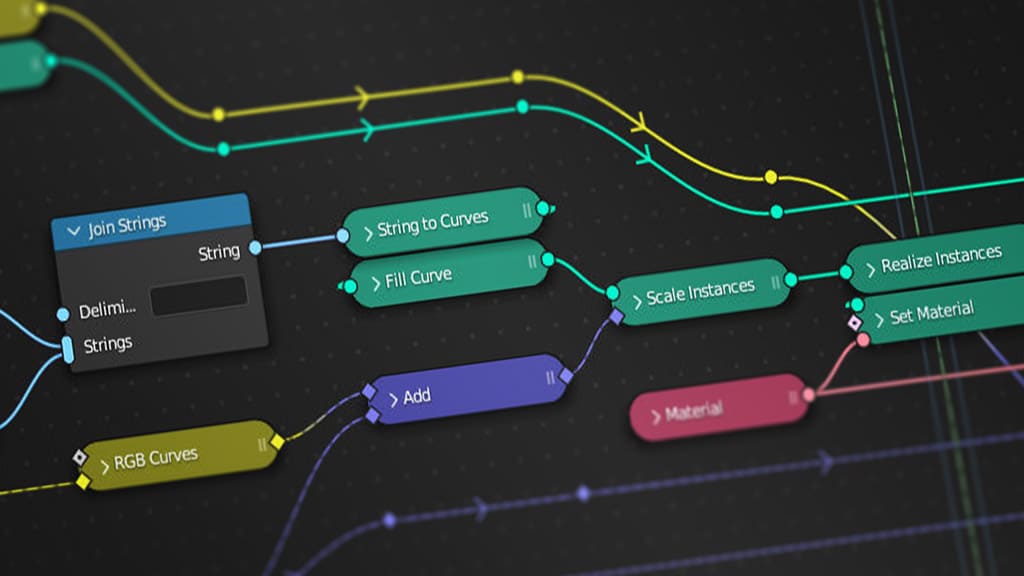 Join Strings
String
Delimi...
Strings
String to Curves
Fill Curve
Scale Instances
Realize Instances
Set Material
Add
Material
RGB Curves